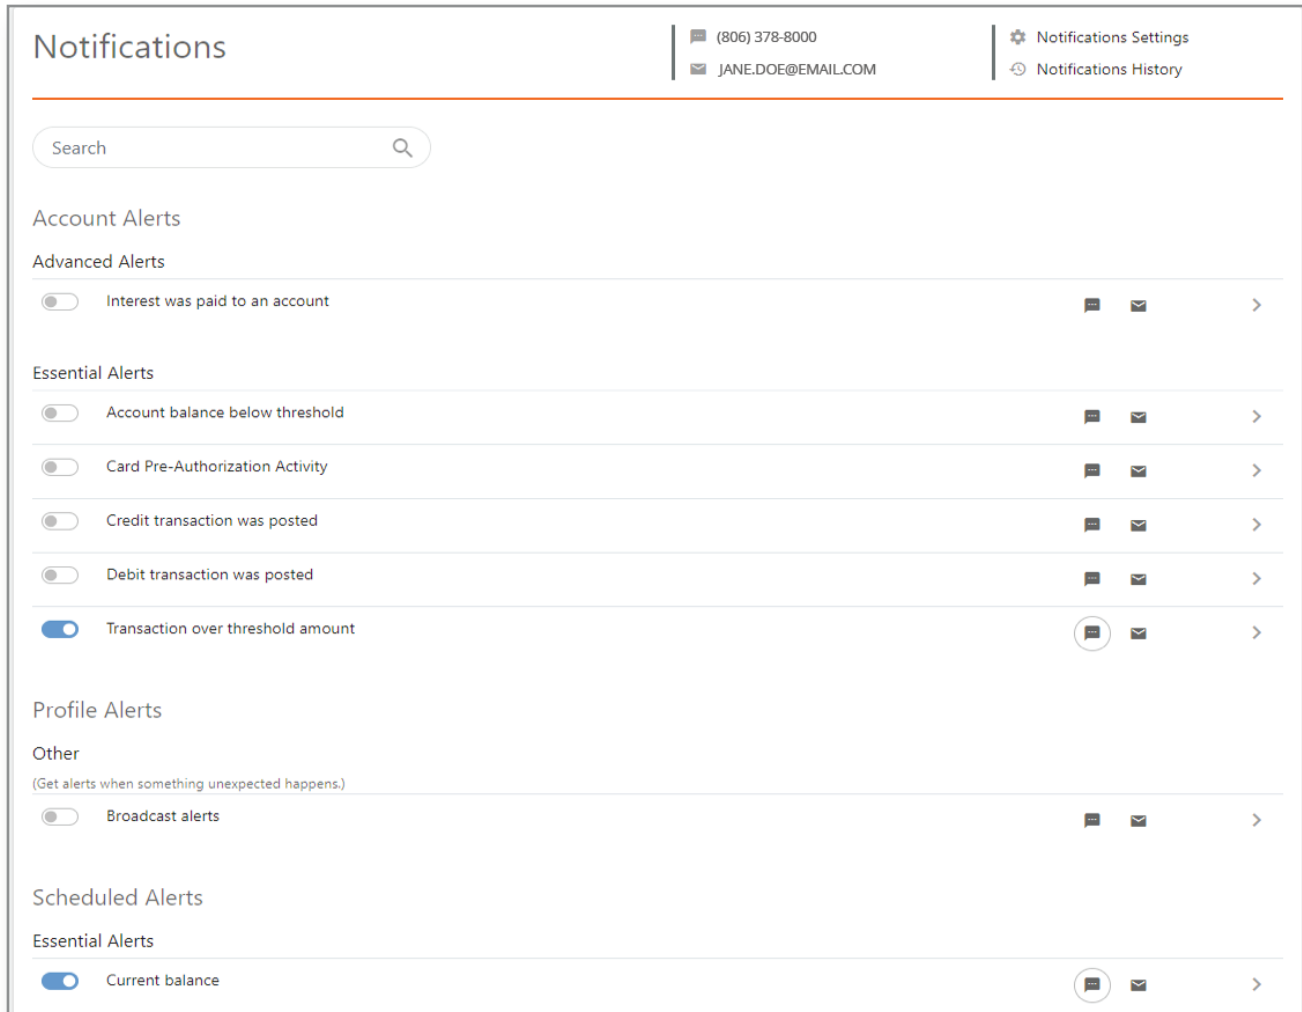 Notifications
(806) 378-8000
JANE.DOE@EMAIL.COM
Notifications Settings
Notifications History
Search
Account Alerts
Advanced Alerts
Interest was paid to an account
Essential Alerts
Account balance below threshold
Card Pre-Authorization Activity
Credit transaction was posted
Debit transaction was posted
Transaction over threshold amount
Profile Alerts
Other
(Get alerts when something unexpected happens.)
Broadcast alerts
Scheduled Alerts
Essential Alerts
Current balance